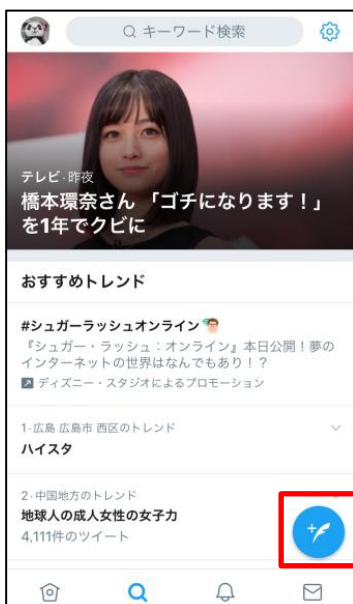 キーワード検索
テレビ·昨夜
橋本環奈さん 「ゴチになります！」
を1年でクビに
おすすめトレンド
#シュガーラッシュオンライン
『シュガー・ラッシュ：オンライン』本日公開！夢の
インターネットの世界はなんでもあり！？
ディズニー・スタジオによるプロモーション
1·広島 広島市 西区のトレンド
ハイスタ
2·中国地方のトレンド
地球人の成人女性の女子力
4,111件のツイート